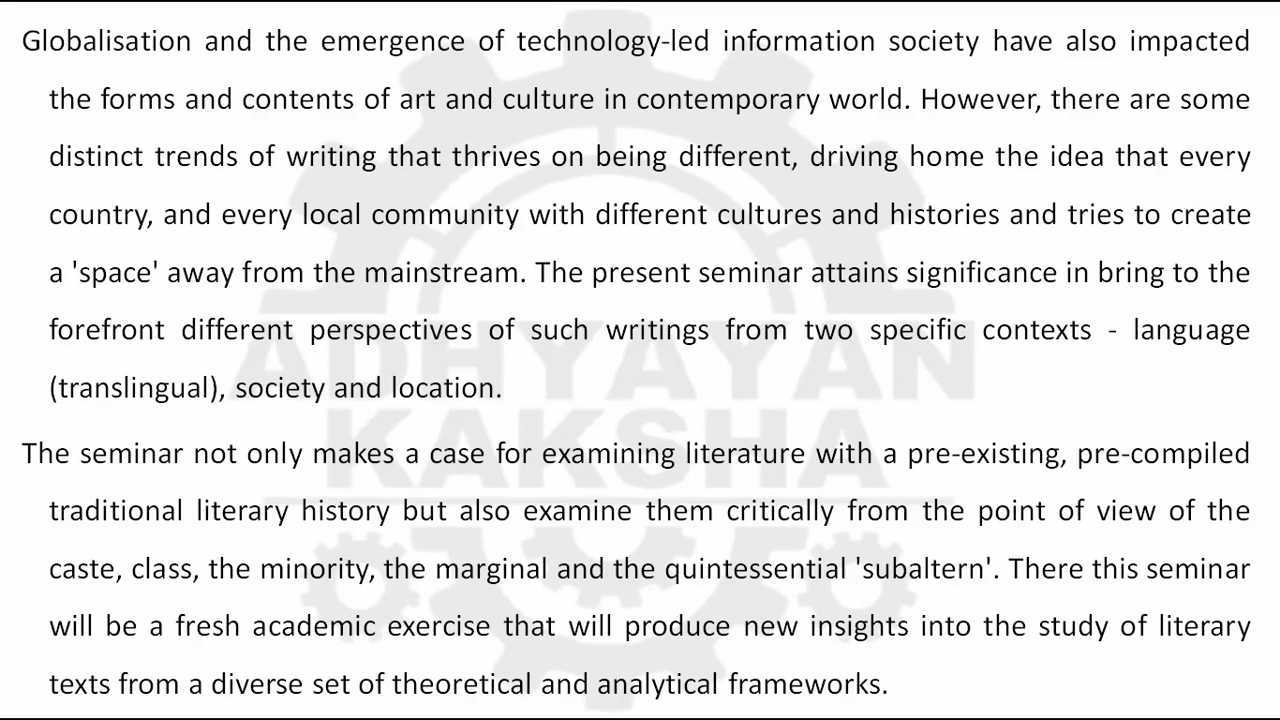 Globalisation and the emergence of technology-led information society have also impacted
the forms and contents of art and culture in contemporary world. However, there are some
distinct trends of writing that thrives on being different, driving home the idea that every
country, and every local community with different cultures and histories and tries to create
a 'space' away from the mainstream. The present seminar attains significance in bring to the
forefront different perspectives of such writings from two specific contexts - language
(translingual), society and location.
The seminar not only makes a case for examining literature with a pre-existing, pre-compiled
traditional literary history but also examine them critically from the point of view of the
caste, class, the minority, the marginal and the quintessential 'subaltern'. There this seminar
will be a fresh academic exercise that will produce new insights into the study of literary
texts from a diverse set of theoretical and analytical frameworks.
ADHYAYAN
KAKSHA